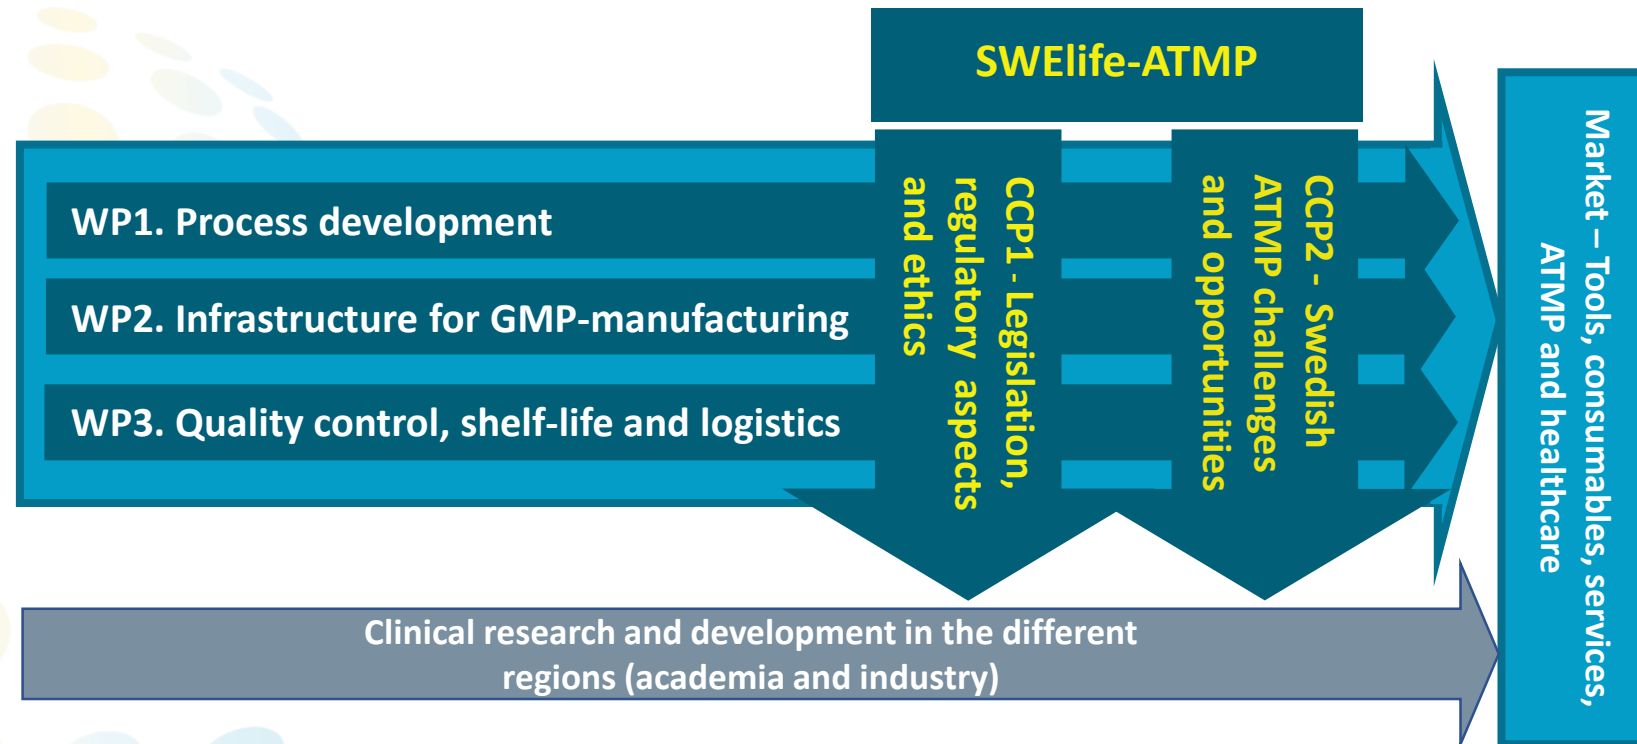 SWElife-ATMP
WP1. Process development
WP2. Infrastructure for GMP-manufacturing
WP3. Quality control, shelf-life and logistics
CCP1 - Legislation,
regulatory aspects
and ethics
CCP2 - Swedish
ATMP challenges
and opportunities
Clinical research and development in the different
regions (academia and industry)
Market – Tools, consumables, services,
ATMP and healthcare